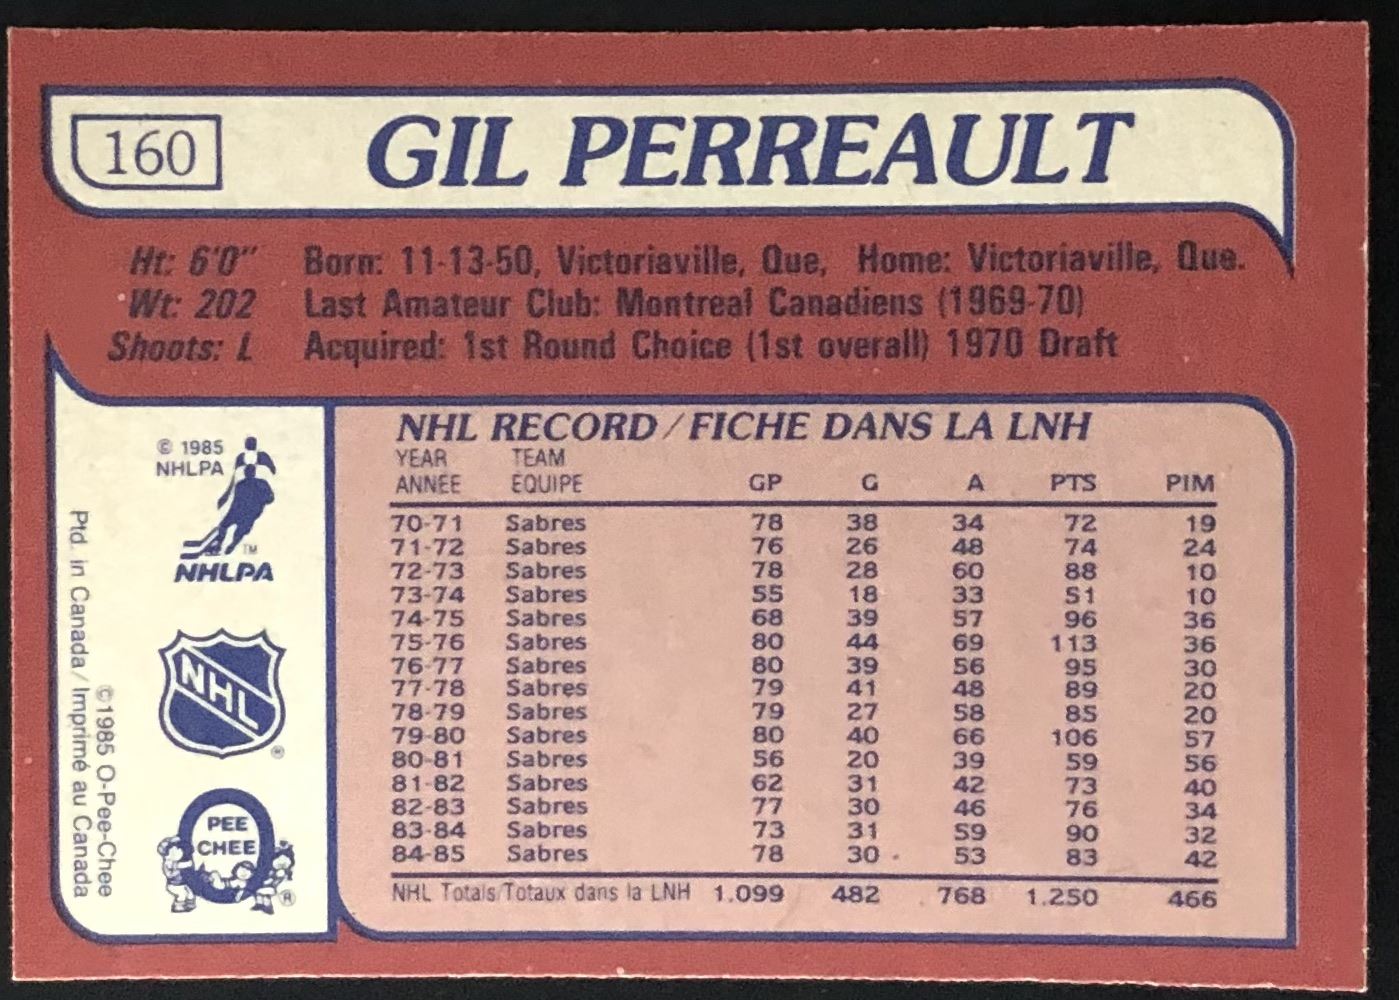 160
GIL PERREAULT
Ht: 6'0" Born: 11-13-50, Victoriaville, Que, Home: Victoriaville, Que.
Wt: 202 Last Amateur Club: Montreal Canadiens (1969-70)
Shoots: L Acquired: 1st Round Choice (1st overall) 1970 Draft
© 1985
NHLPA
TM
NHLPA
NHL
®
PEE
CHEE
®
©1985 O-Pee-Chee
Ptd. in Canada / Imprimé au Canada
NHL RECORD / FICHE DANS LA LNH
YEAR TEAM
ANNÉE ÉQUIPE GP G A PTS PIM
70-71 Sabres 78 38 34 72 19
71-72 Sabres 76 26 48 74 24
72-73 Sabres 78 28 60 88 10
73-74 Sabres 55 18 33 51 10
74-75 Sabres 68 39 57 96 36
75-76 Sabres 80 44 69 113 36
76-77 Sabres 80 39 56 95 30
77-78 Sabres 79 41 48 89 20
78-79 Sabres 79 27 58 85 20
79-80 Sabres 80 40 66 106 57
80-81 Sabres 56 20 39 59 56
81-82 Sabres 62 31 42 73 40
82-83 Sabres 77 30 46 76 34
83-84 Sabres 73 31 59 90 32
84-85 Sabres 78 30 53 83 42
NHL Totals/Totaux dans la LNH 1.099 482 768 1.250 466